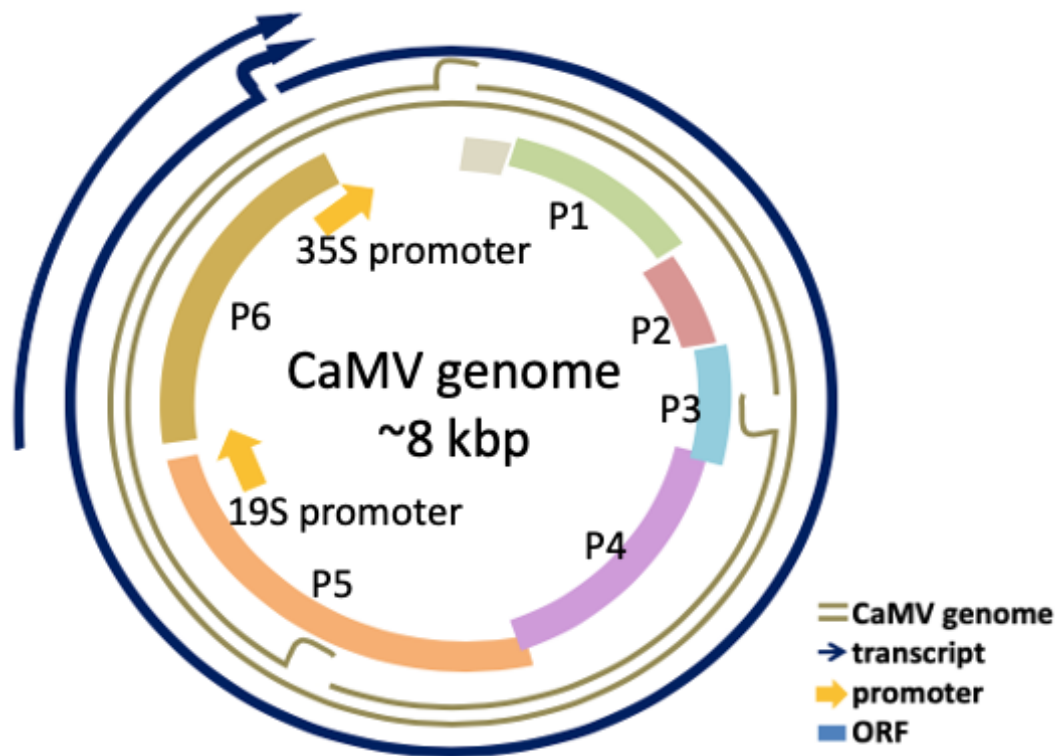 P1
35S promoter
P6
P2
CaMV genome
~8 kbp
P3
19S promoter
P4
P5
CaMV genome
transcript
promoter
ORF